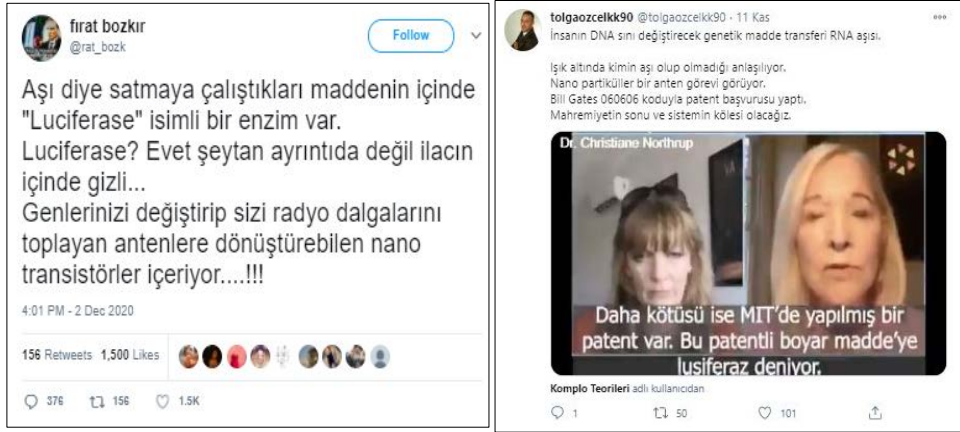 fırat bozkır
@rat_bozk
Follow
Aşı diye satmaya çalıştıkları maddenin içinde
"Luciferase" isimli bir enzim var.
Luciferase? Evet şeytan ayrıntıda değil ilacın
içinde gizli...
Genlerinizi değiştirip sizi radyo dalgalarını
toplayan antenlere dönüştürebilen nano
transistörler içeriyor....!!!
4:01 PM - 2 Dec 2020
156 Retweets 1,500 Likes
376 156 1.5K
tolgaozcelkk90 @tolgaozcelkk90 · 11 Kas
İnsanın DNA sını değiştirecek genetik madde transferi RNA aşısı.
Işık altında kimin aşı olup olmadığı anlaşılıyor.
Nano partiküller bir anten görevi görüyor.
Bill Gates 060606 koduyla patent başvurusu yaptı.
Mahremiyetin sonu ve sistemin kölesi olacağız.
Dr. Christiane Northrup
Daha kötüsü ise MIT'de yapılmış bir
patent var. Bu patentli boyar madde'ye
lusiferaz deniyor.
Komplo Teorileri adlı kullanıcıdan
1 50 101